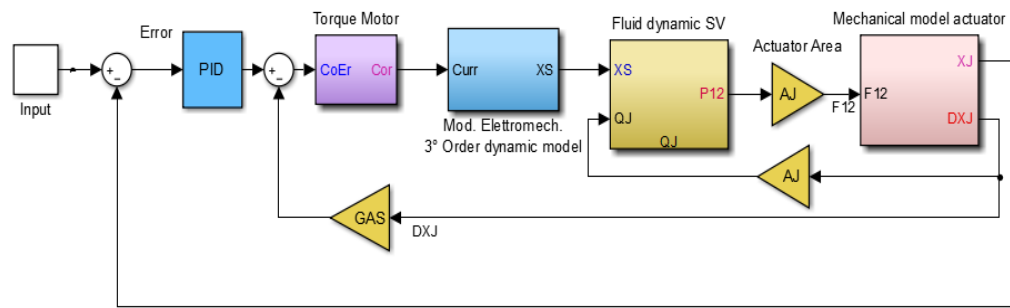 Torque Motor
Fluid dynamic SV
Mechanical model actuator
Error
Actuator Area
+
-
PID
+
-
CoEr
Cor
Curr
XS
XS
P12
QJ
QJ
AJ
F12
F12
XJ
DXJ
Input
Mod. Elettromech.
3° Order dynamic model
AJ
GAS
DXJ